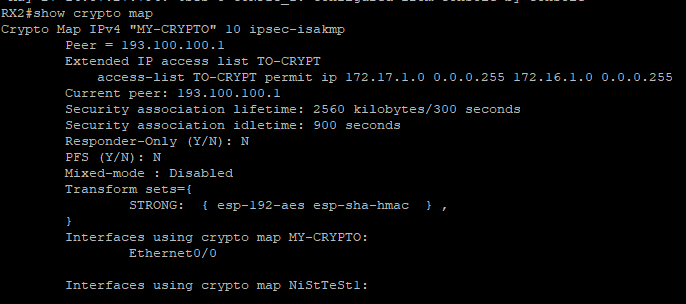 RX2#show crypto map
Crypto Map IPv4 "MY-CRYPTO" 10 ipsec-isakmp
Peer = 193.100.100.1
Extended IP access list TO-CRYPT
access-list TO-CRYPT permit ip 172.17.1.0 0.0.0.255 172.16.1.0 0.0.0.255
Current peer: 193.100.100.1
Security association lifetime: 2560 kilobytes/300 seconds
Security association idletime: 900 seconds
Responder-Only (Y/N): N
PFS (Y/N): N
Mixed-mode : Disabled
Transform sets={
STRONG:  { esp-192-aes esp-sha-hmac  } ,
}
Interfaces using crypto map MY-CRYPTO:
Ethernet0/0
Interfaces using crypto map NiStTeSt1: